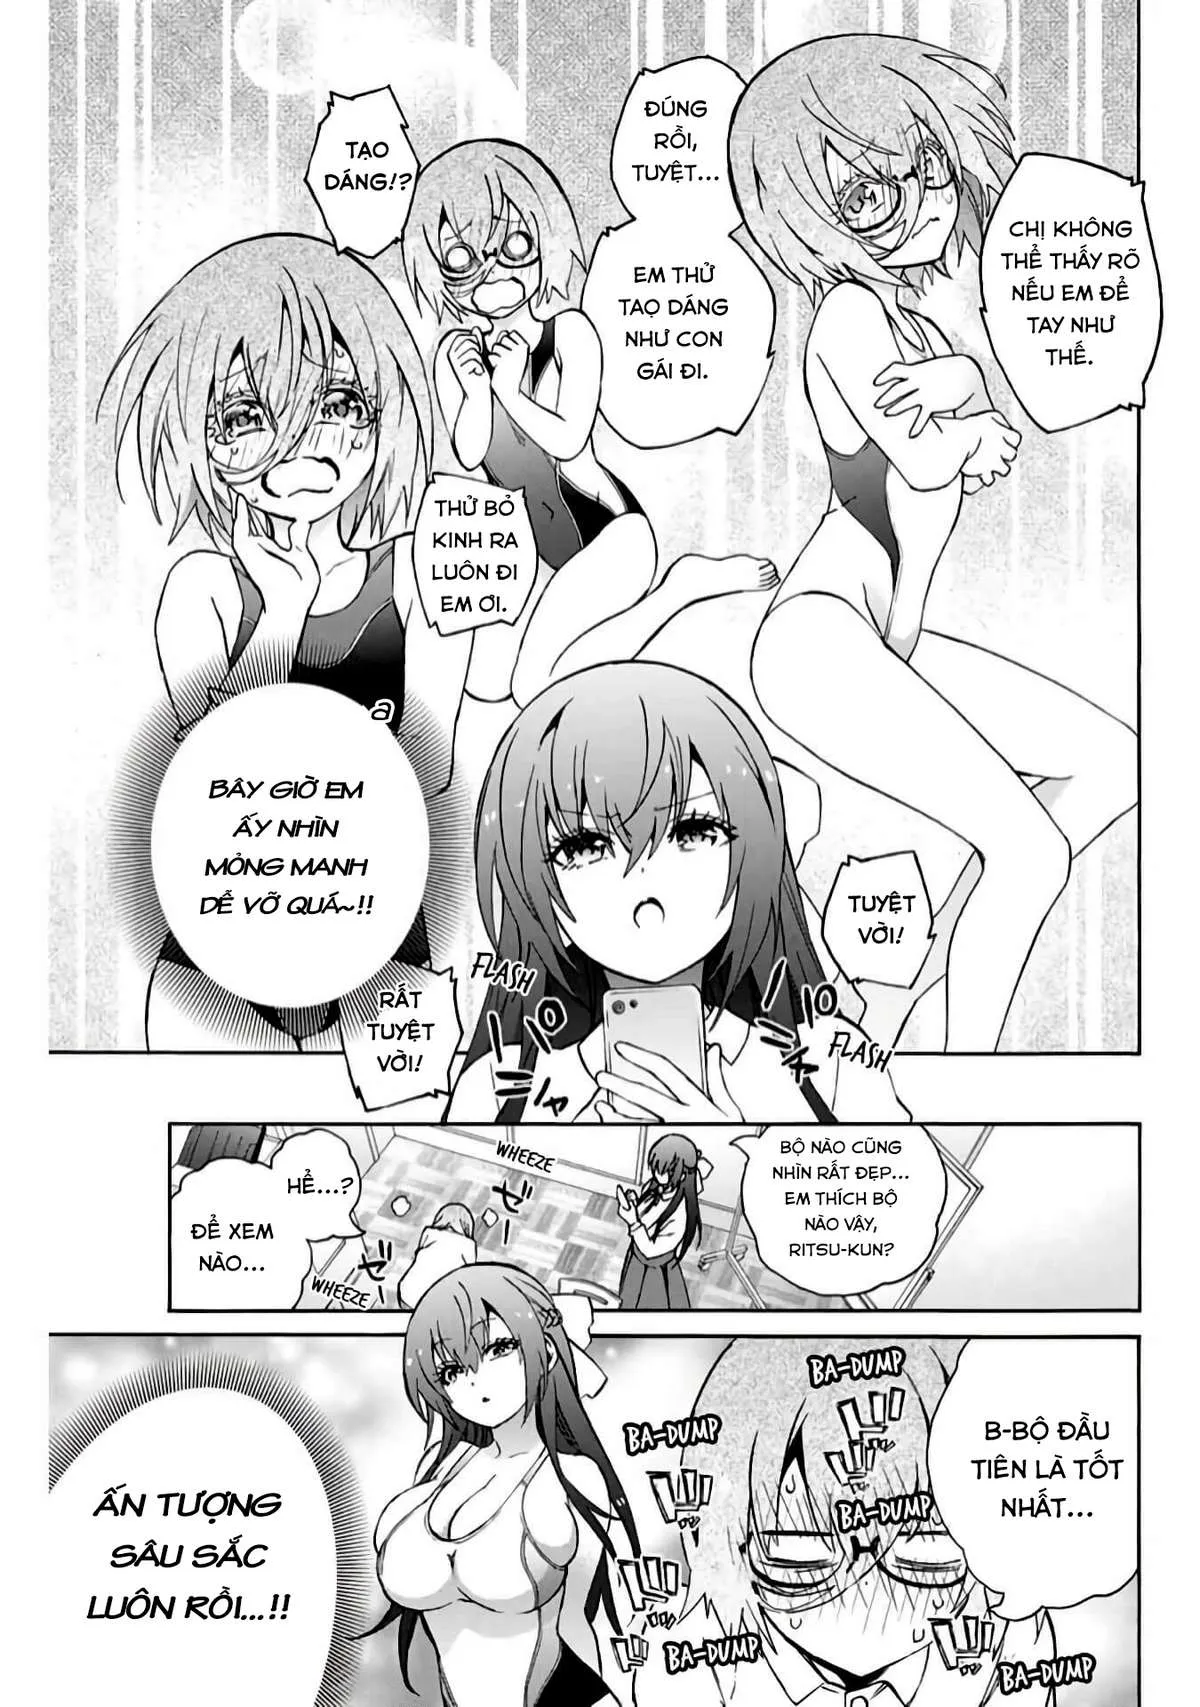 CHỊ KHÔNG
THỂ THẤY RÕ
NẾU EM ĐỂ
TAY NHƯ
THẾ.
ĐÚNG
RỒI,
TUYỆT...
EM THỬ
TẠO DÁNG
NHƯ CON
GÁI ĐI.
TẠO
DÁNG!?
THỬ BỎ
KINH RA
LUÔN ĐI
EM ƠI.
a
BÂY GIỜ EM
ẤY NHÌN
MỎNG MANH
DỄ VỠ QUÁ~!!
TUYỆT
VỜI!
FLASH
FLASH
RẤT
TUYỆT
VỜI!
BỘ NÀO CŨNG
NHÌN RẤT ĐẸP...
EM THÍCH BỘ
NÀO VẬY,
RITSU-KUN?
WHEEZE
ゼー
HỂ...?
ĐỂ XEM
NÀO...
WHEEZE
B-BỘ ĐẦU
TIÊN LÀ TỐT
NHẤT...
BA-DUMP
BA-DUMP
BA-DUMP
BA-DUMP
BA-DUMP
ẤN TƯỢNG
SÂU SẮC
LUÔN RỒI...!!